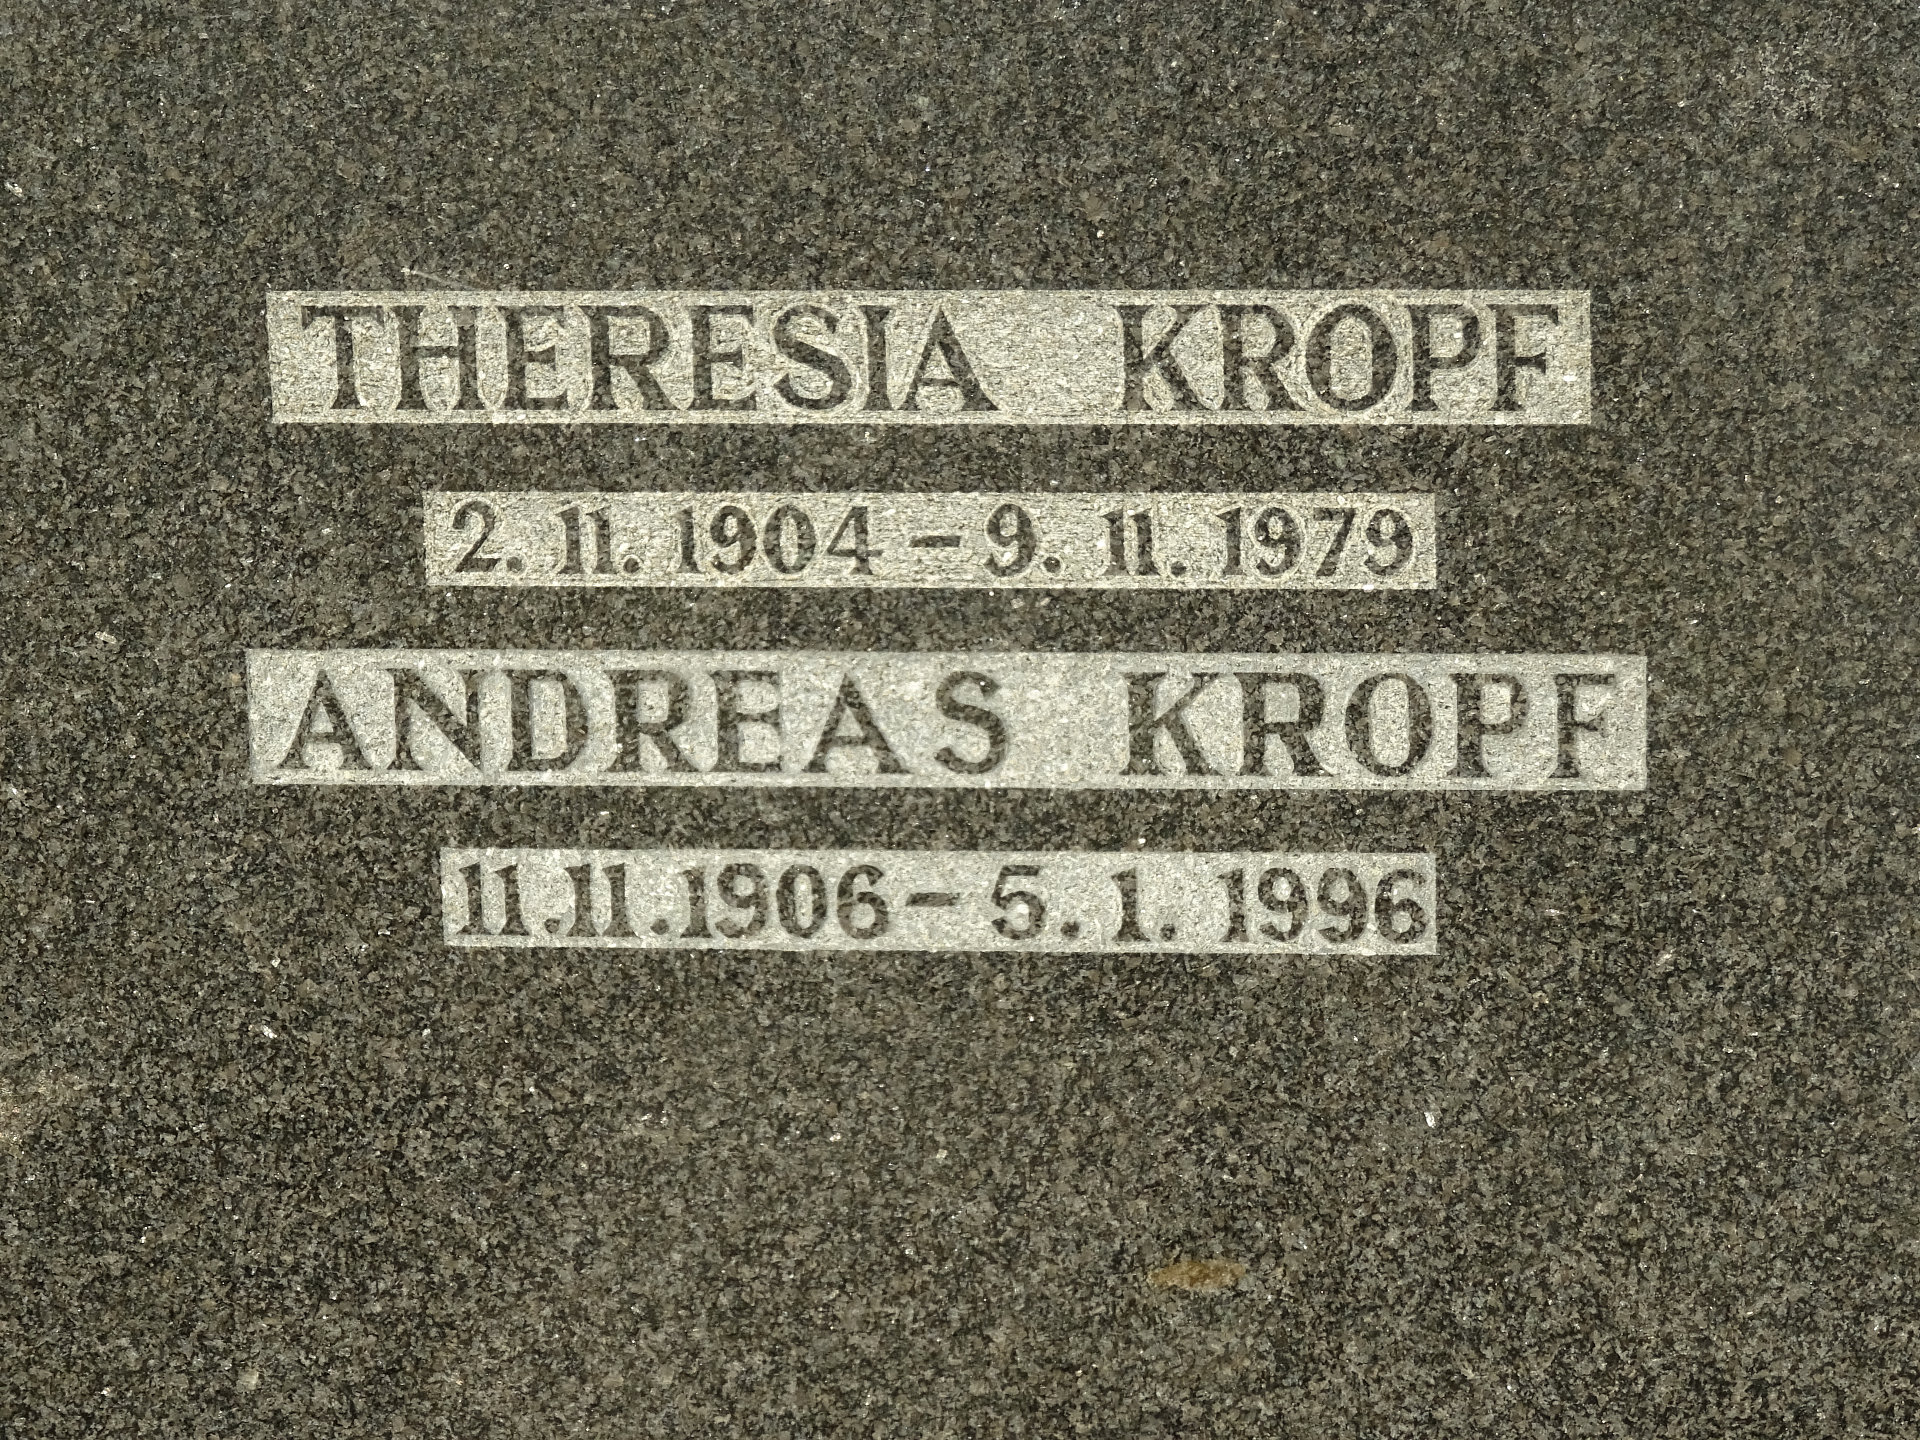 THERESIA KROPF
2. 11. 1904 – 9. 11. 1979
ANDREAS KROPF
11.11.1906 – 5.1.1996